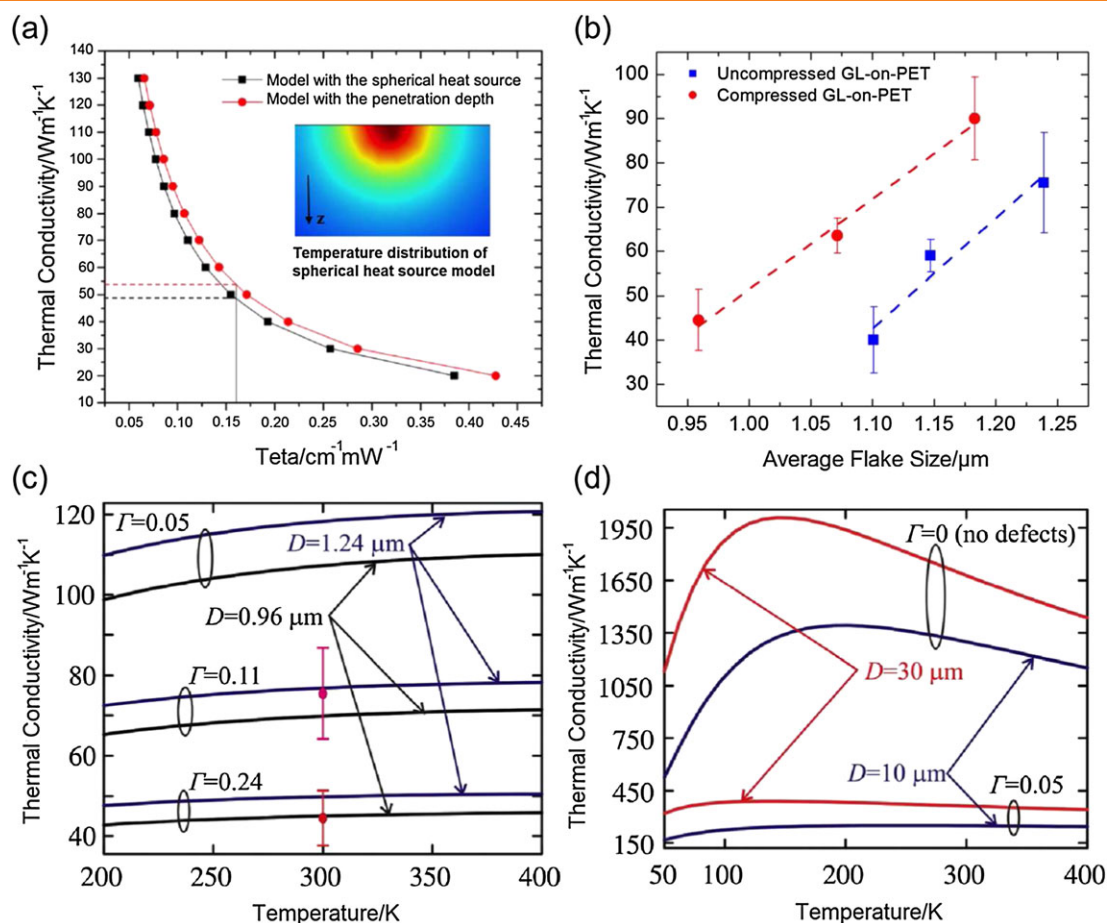 (a)
Thermal Conductivity/Wm⁻¹K⁻¹
130
120
110
100
90
80
70
60
50
40
30
20
10
Model with the spherical heat source
Model with the penetration depth
z
Temperature distribution of
spherical heat source model
0.05 0.10 0.15 0.20 0.25 0.30 0.35 0.40 0.45
Teta/cm⁻¹mW⁻¹
(b)
Thermal Conductivity/Wm⁻¹K⁻¹
100
90
80
70
60
50
40
30
Uncompressed GL-on-PET
Compressed GL-on-PET
0.95 1.00 1.05 1.10 1.15 1.20 1.25
Average Flake Size/μm
(c)
Thermal Conductivity/Wm⁻¹K⁻¹
120
100
80
60
40
Γ=0.05
D=1.24 μm
D=0.96 μm
Γ=0.11
Γ=0.24
200 250 300 350 400
Temperature/K
(d)
Thermal Conductivity/Wm⁻¹K⁻¹
1950
1650
1350
1050
750
450
150
Γ=0 (no defects)
D=30 μm
D=10 μm
Γ=0.05
50 100 200 300 400
Temperature/K